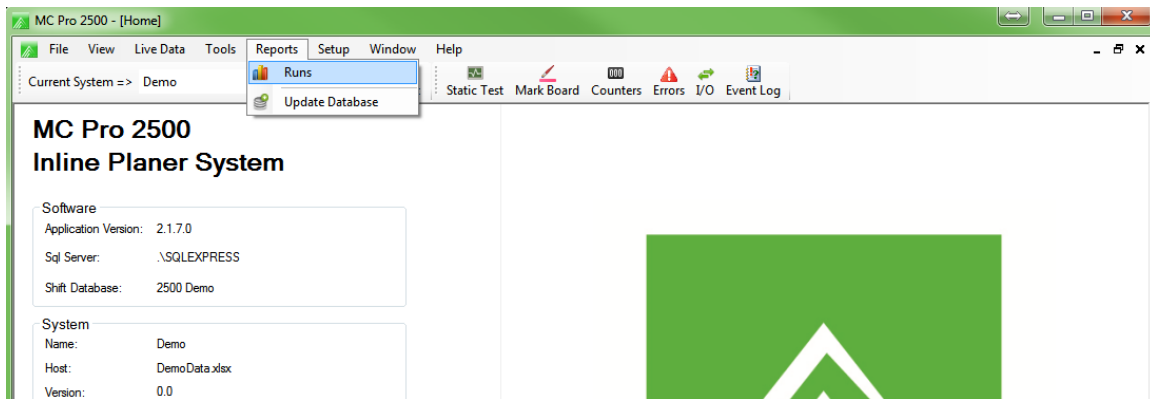 MC Pro 2500 - [Home]
File View Live Data Tools Reports Setup Window Help
Current System => Demo
Runs
Update Database
Static Test Mark Board Counters Errors I/O Event Log
000
MC Pro 2500
Inline Planer System
Software
Application Version: 2.1.7.0
Sql Server: .\SQLEXPRESS
Shift Database: 2500 Demo
System
Name: Demo
Host: DemoData.xlsx
Version: 0.0